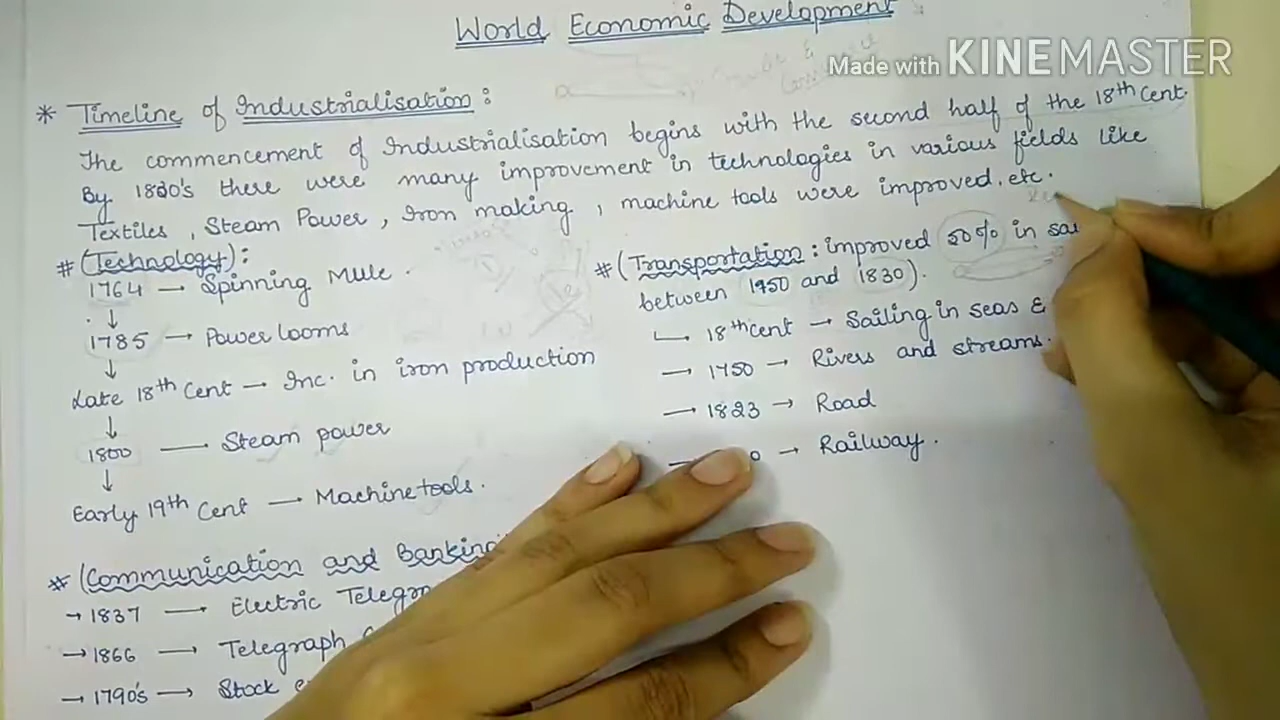 World Economic Development
Made with KINEMASTER
* Timeline of Industrialisation:
The commencement of Industrialisation begins with the second half of the 18th Cent.
By 1800's there were many improvement in technologies in various fields like
Textiles, Steam Power, Iron making, machine tools were improved. etc.
# (Technology):
1764 — Spinning Mule.
↓
1785 → Power looms
↓
Late 18th Cent — Inc. in iron production
↓
1800 — Steam power
↓
Early 19th Cent — Machine tools.
# (Transportation: improved 50% in
between 1750 and 1830).
→ 18th cent → Sailing in seas &
→ 1750 → Rivers and streams.
→ 1823 → Road
→ Railway.
# (Communication and
→ 1837 → Electric
→ 1866 → Telegraph
→ 1790's → Stock